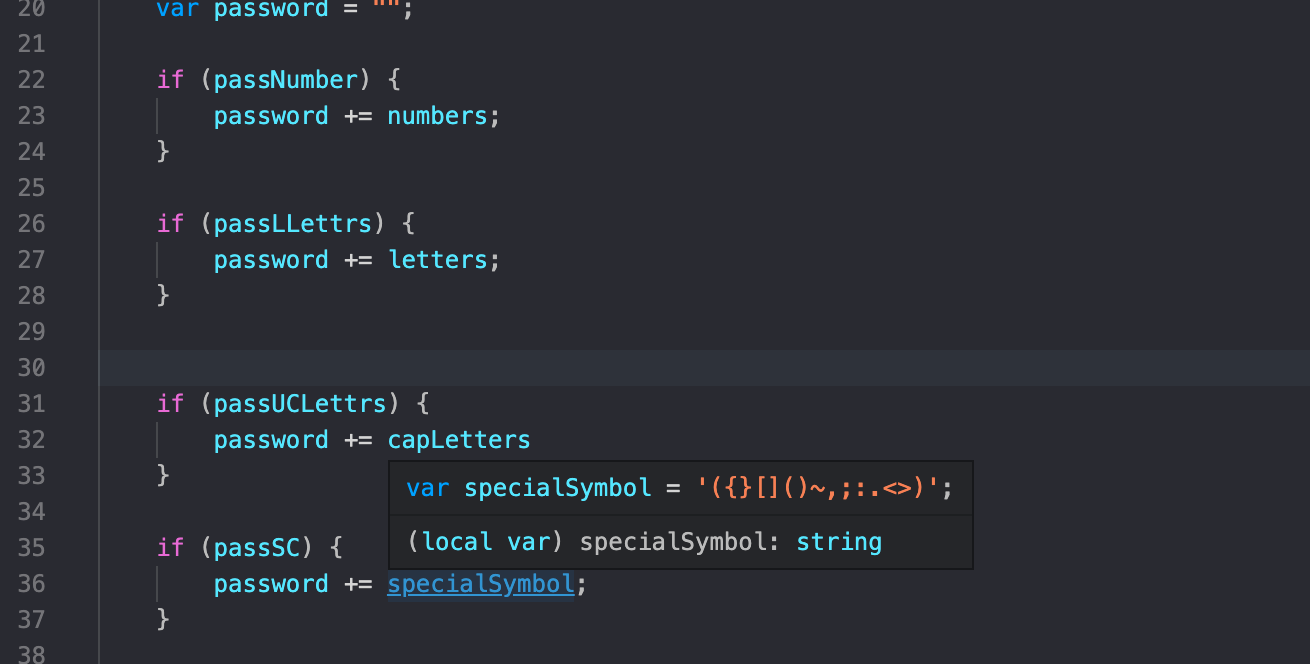 20 var password = "";
21
22 if (passNumber) {
23 password += numbers;
24 }
25
26 if (passLLettrs) {
27 password += letters;
28 }
29
30
31 if (passUCLettrs) {
32 password += capLetters
33 }
var specialSymbol = '({}[]()~,;:.<>)';
34
(local var) specialSymbol: string
35 if (passSC) {
36 password += specialSymbol;
37 }
38